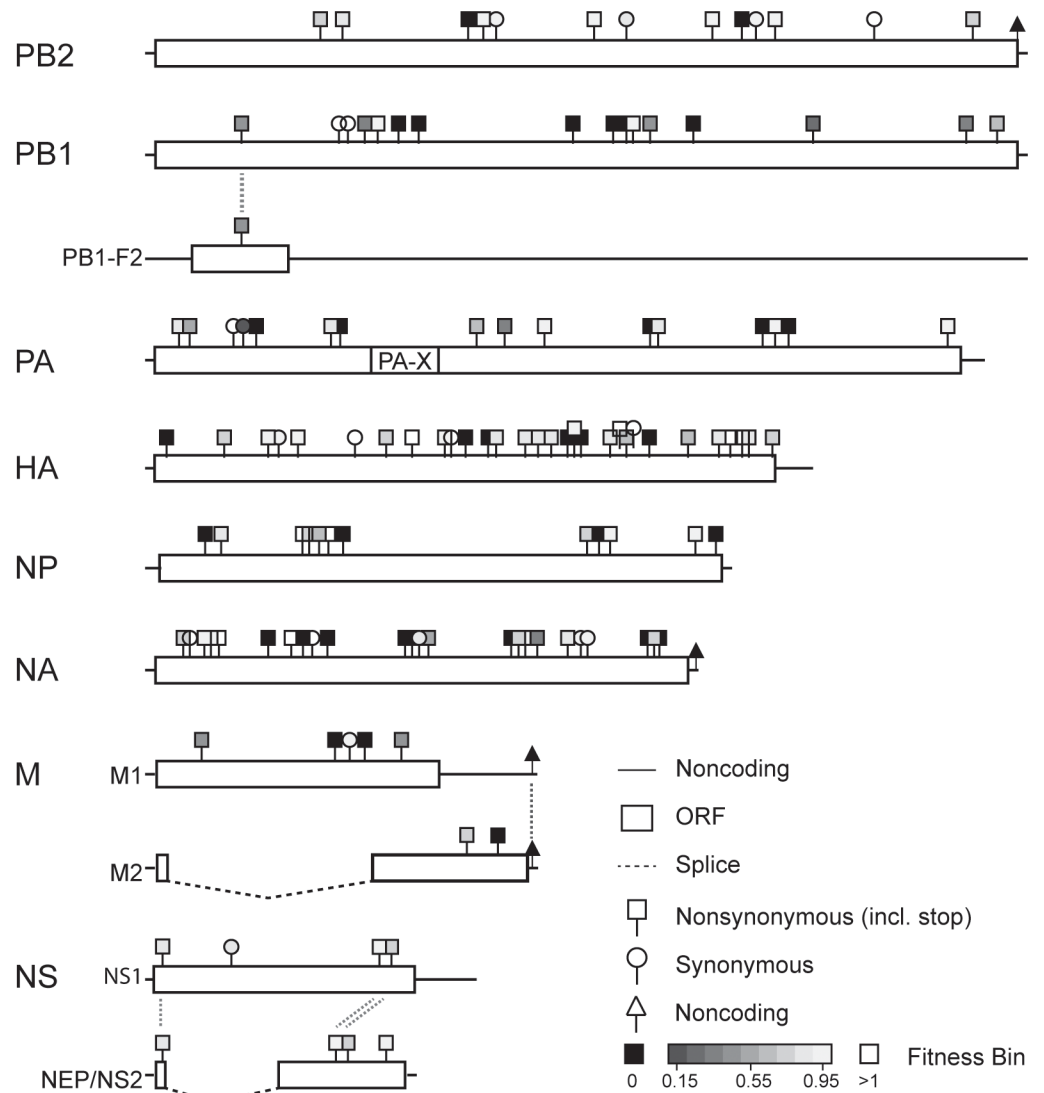 PB2
PB1
PB1-F2
PA
PA-X
HA
NP
NA
M
M1
M2
NS
NS1
NEP/NS2
Noncoding
ORF
Splice
Nonsynonymous (incl. stop)
Synonymous
Noncoding
Fitness Bin
0 0.15 0.55 0.95 >1